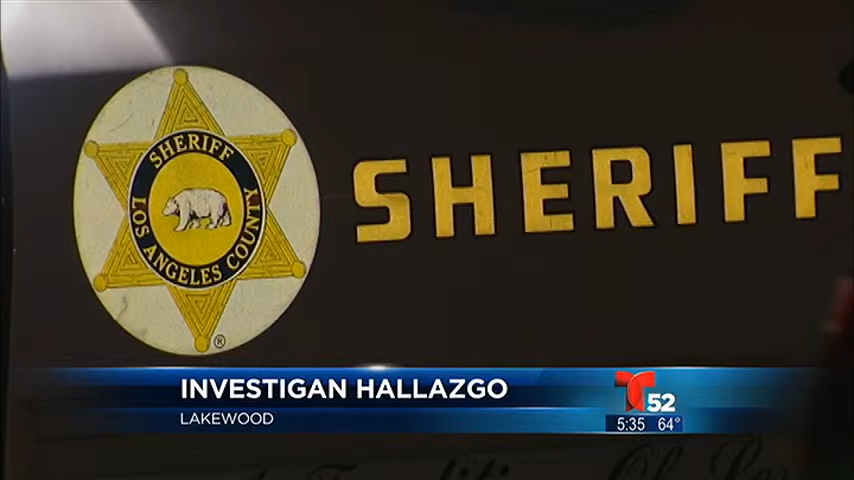 SHERIFF
LOS ANGELES COUNTY
®
SHERIFF
INVESTIGAN HALLAZGO
LAKEWOOD
T 52
5:35 64°